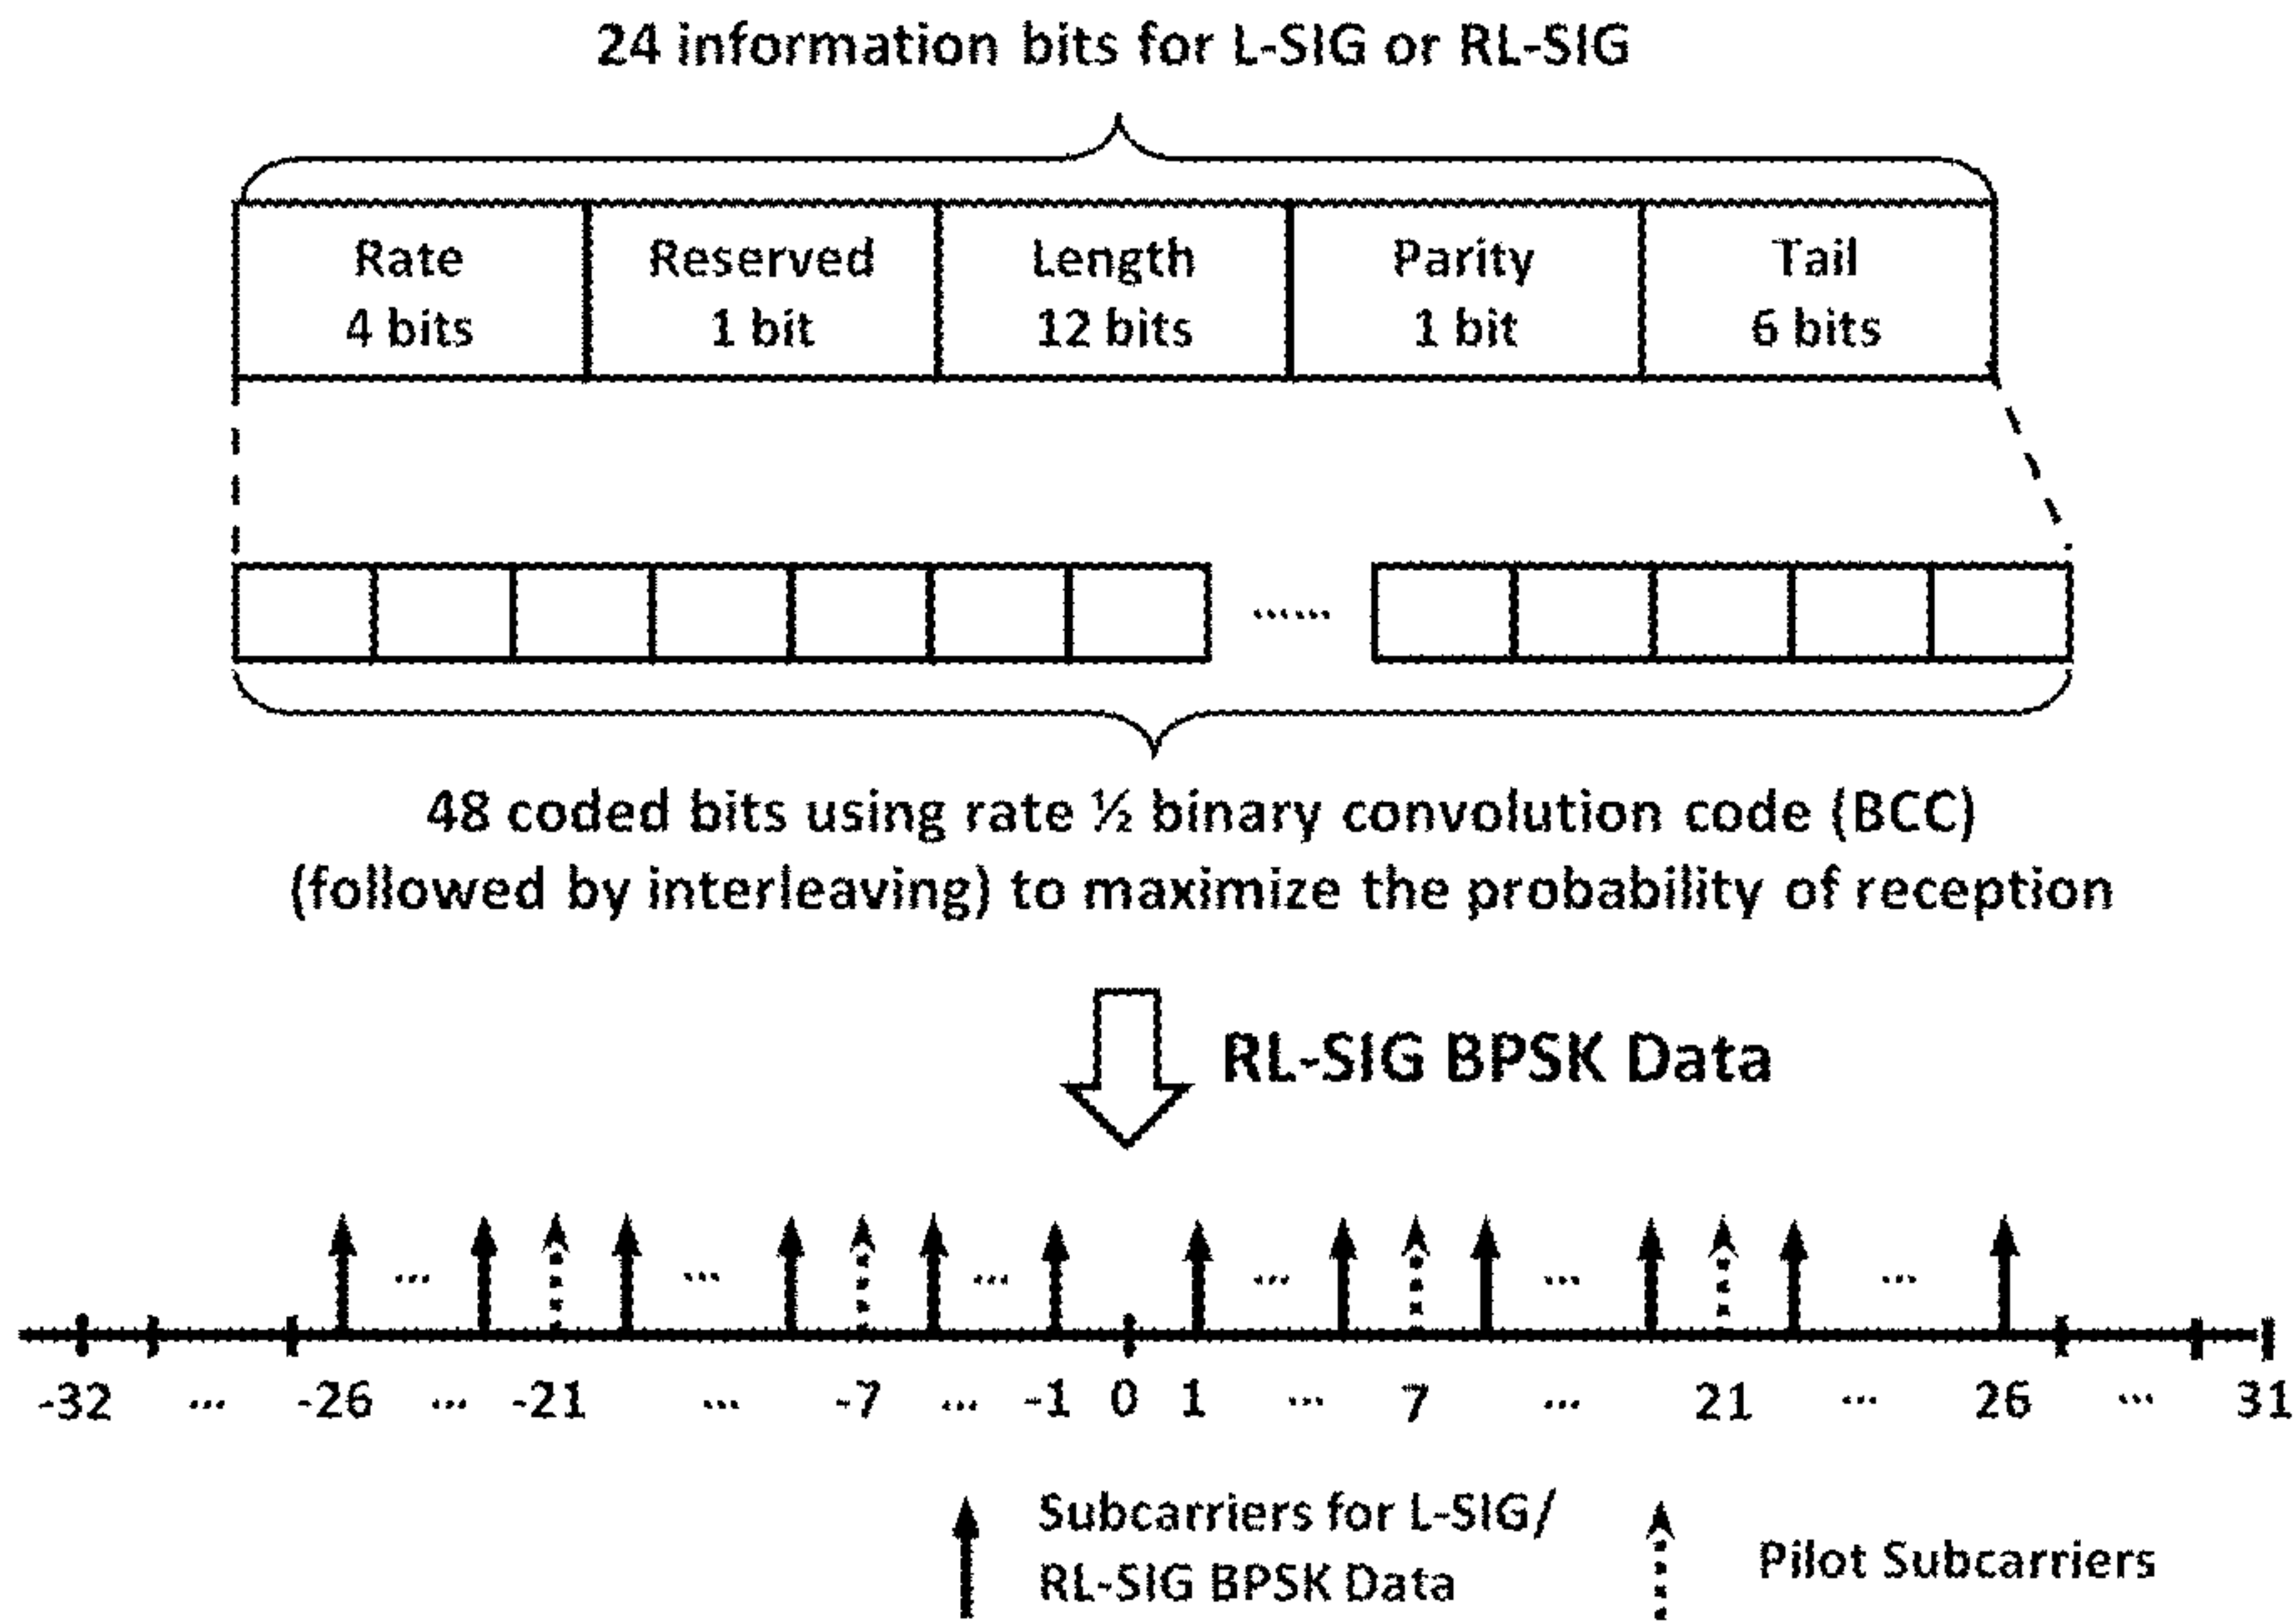 24 information bits for L-SIG or RL-SIG
Rate Reserved Length Parity Tail
4 bits 1 bit 12 bits 1 bit 6 bits
......
48 coded bits using rate ½ binary convolution code (BCC)
(followed by interleaving) to maximize the probability of reception
RL-SIG BPSK Data
... ... ... ... ... ...
-32 ... -26 ... -21 ... -7 ... -1 0 1 ... 7 ... 21 ... 26 ... 31
Subcarriers for L-SIG/
RL-SIG BPSK Data
Pilot Subcarriers